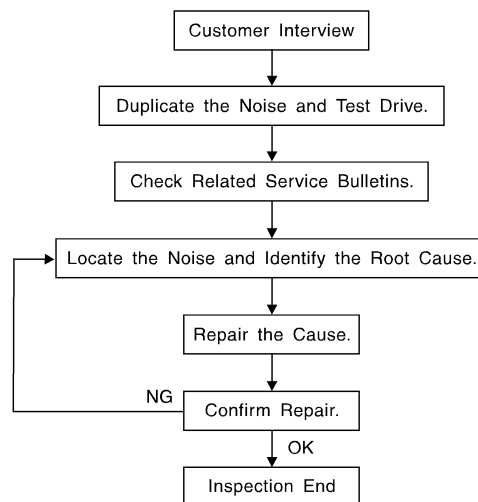 Customer Interview
Duplicate the Noise and Test Drive.
Check Related Service Bulletins.
Locate the Noise and Identify the Root Cause.
Repair the Cause.
NG
Confirm Repair.
OK
Inspection End